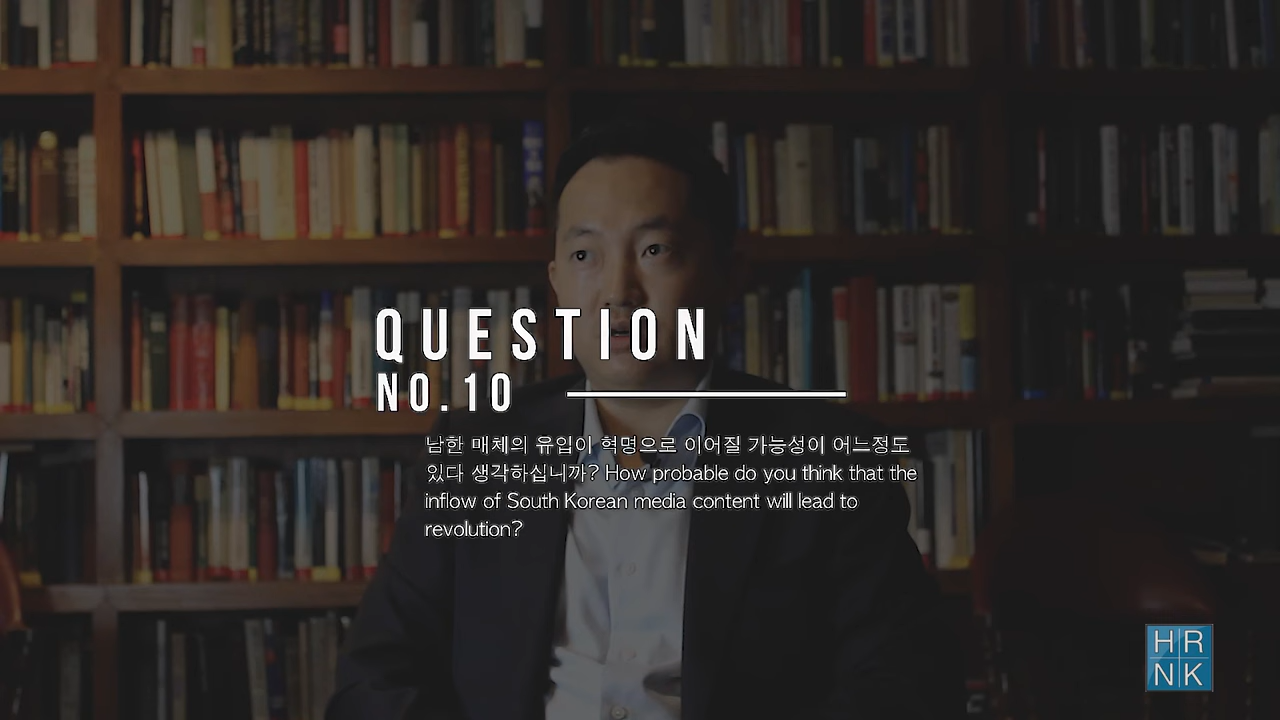 QUESTION
NO.10
남한 매체의 유입이 혁명으로 이어질 가능성이 어느정도
있다 생각하십니까? How probable do you think that the
inflow of South Korean media content will lead to
revolution?
HR
NK